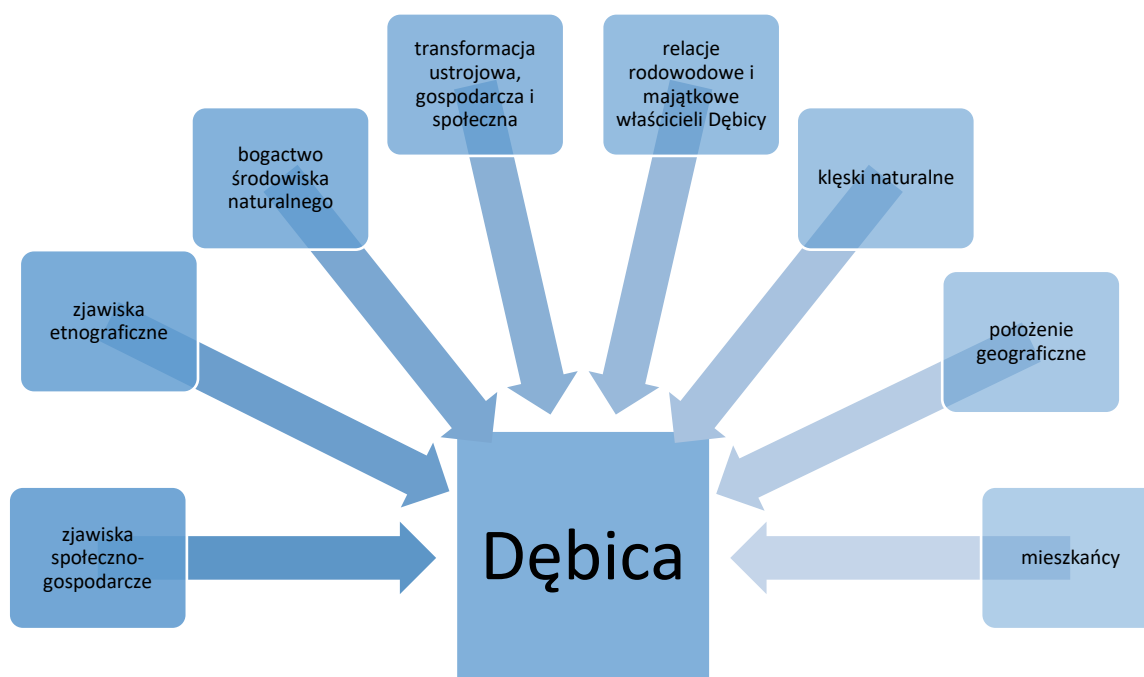 transformacja
ustrojowa,
gospodarcza i
społeczna
relacje
rodowodowe i
majątkowe
właścicieli Dębicy
bogactwo
środowiska
naturalnego
klęski naturalne
zjawiska
etnograficzne
położenie
geograficzne
zjawiska
społeczno-
gospodarcze
Dębica
mieszkańcy